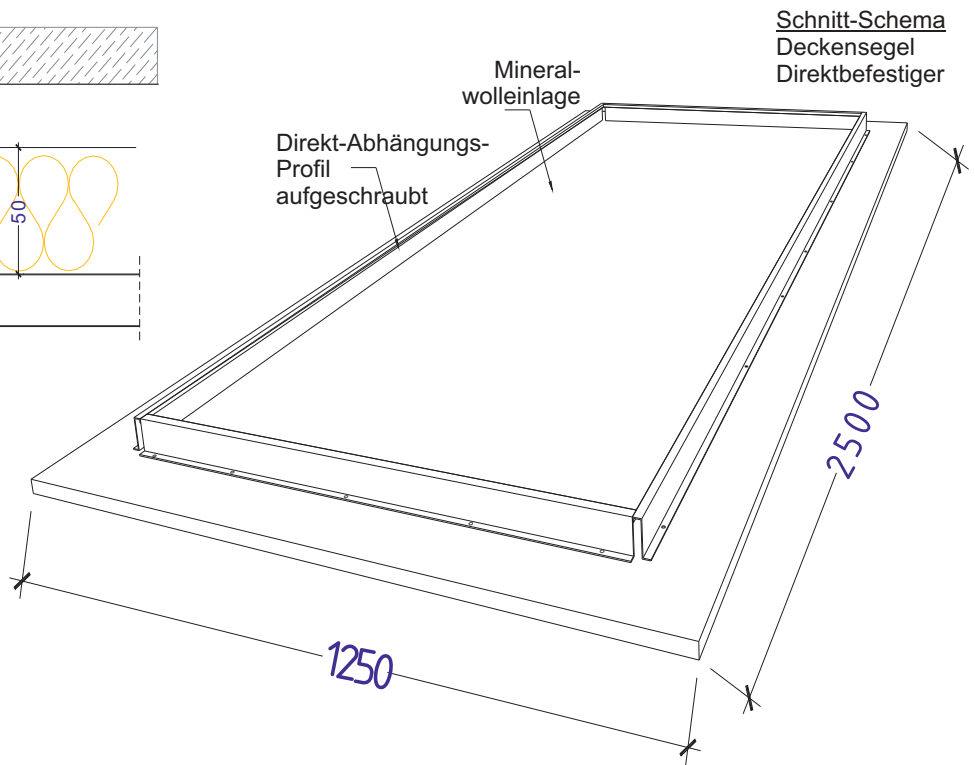 Schnitt-Schema
Deckensegel
Direktbefestiger
Mineral-
wolleinlage
Direkt-Abhängungs-
Profil
aufgeschraubt
50
2500
1250